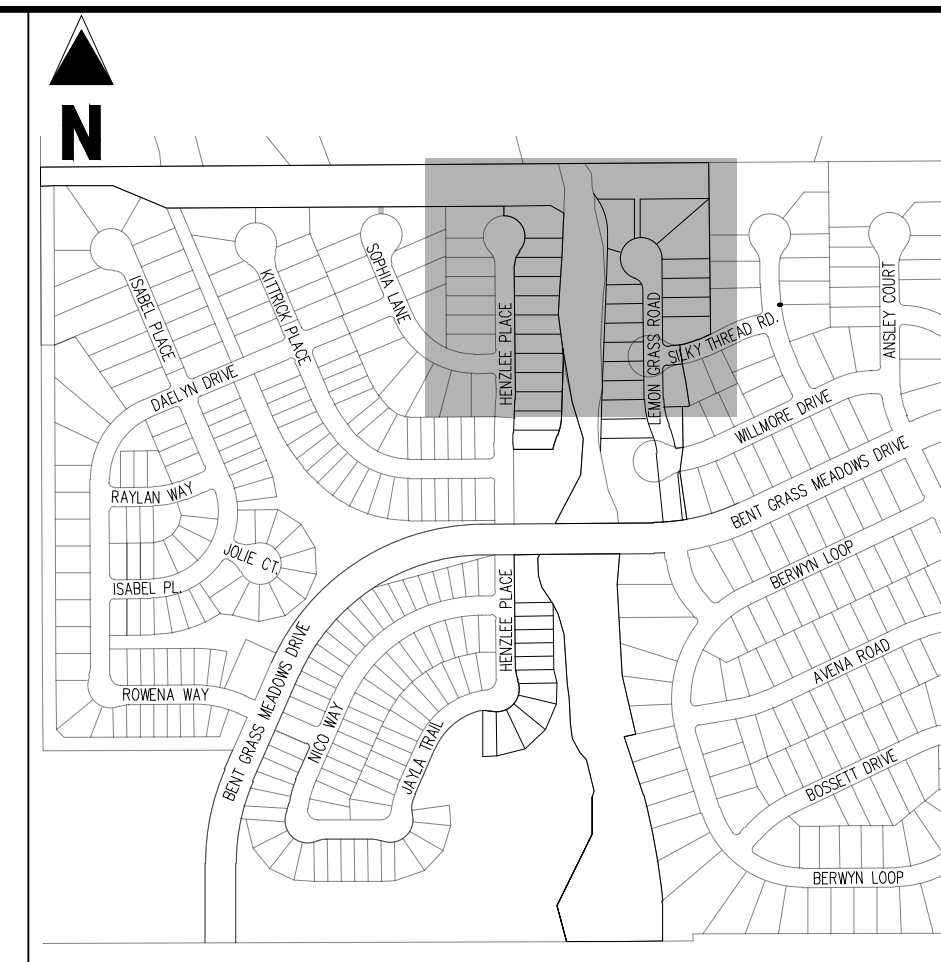 N
ISABEL PLACE
KITTRICK PLACE
SOPHIA LANE
HENZLEE PLACE
LEMON GRASS ROAD
SILKY THREAD RD.
ANSLEY COURT
DAELYN DRIVE
WILLMORE DRIVE
BENT GRASS MEADOWS DRIVE
RAYLAN WAY
JOLIE CT.
BERWYN LOOP
ISABEL PL.
HENZLEE PLACE
AVENA ROAD
ROWENA WAY
BENT GRASS MEADOWS DRIVE
NICO WAY
JAYLA TRAIL
BOSSETT DRIVE
BERWYN LOOP